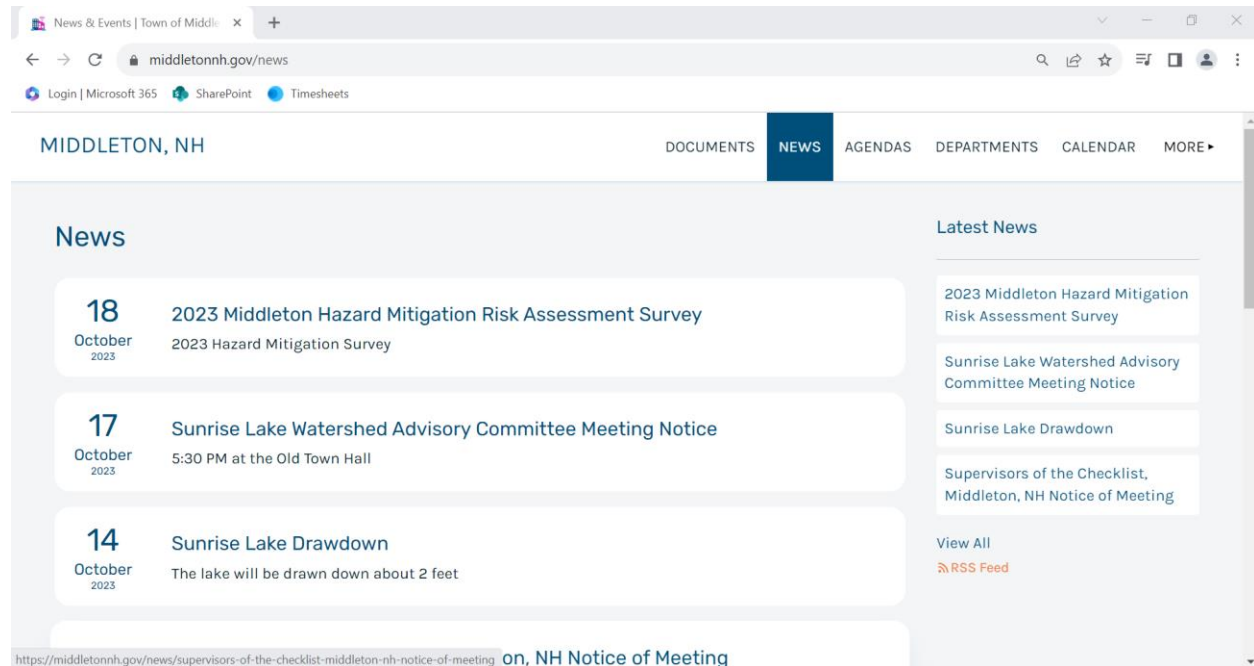 News & Events | Town of Middle
middletonnh.gov/news
Login | Microsoft 365 SharePoint Timesheets
MIDDLETON, NH DOCUMENTS NEWS AGENDAS DEPARTMENTS CALENDAR MORE
News
18
October
2023
2023 Middleton Hazard Mitigation Risk Assessment Survey
2023 Hazard Mitigation Survey
17
October
2023
Sunrise Lake Watershed Advisory Committee Meeting Notice
5:30 PM at the Old Town Hall
14
October
2023
Sunrise Lake Drawdown
The lake will be drawn down about 2 feet
on, NH Notice of Meeting
Latest News
2023 Middleton Hazard Mitigation
Risk Assessment Survey
Sunrise Lake Watershed Advisory
Committee Meeting Notice
Sunrise Lake Drawdown
Supervisors of the Checklist,
Middleton, NH Notice of Meeting
View All
RSS Feed
https://middletonnh.gov/news/supervisors-of-the-checklist-middleton-nh-notice-of-meeting